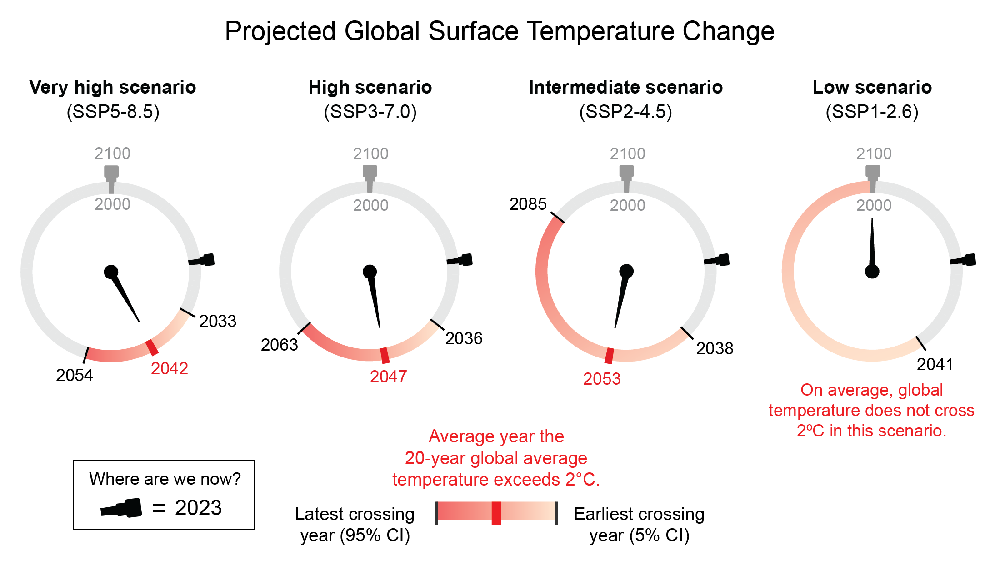 Projected Global Surface Temperature Change
Very high scenario
(SSP5-8.5)
2100
2000
2033
2042
2054
High scenario
(SSP3-7.0)
2100
2000
2036
2047
2063
Intermediate scenario
(SSP2-4.5)
2100
2000
2085
2038
2053
Low scenario
(SSP1-2.6)
2100
2000
2041
On average, global
temperature does not cross
2ºC in this scenario.
Where are we now?
= 2023
Average year the
20-year global average
temperature exceeds 2°C.
Latest crossing
year (95% CI)
Earliest crossing
year (5% CI)